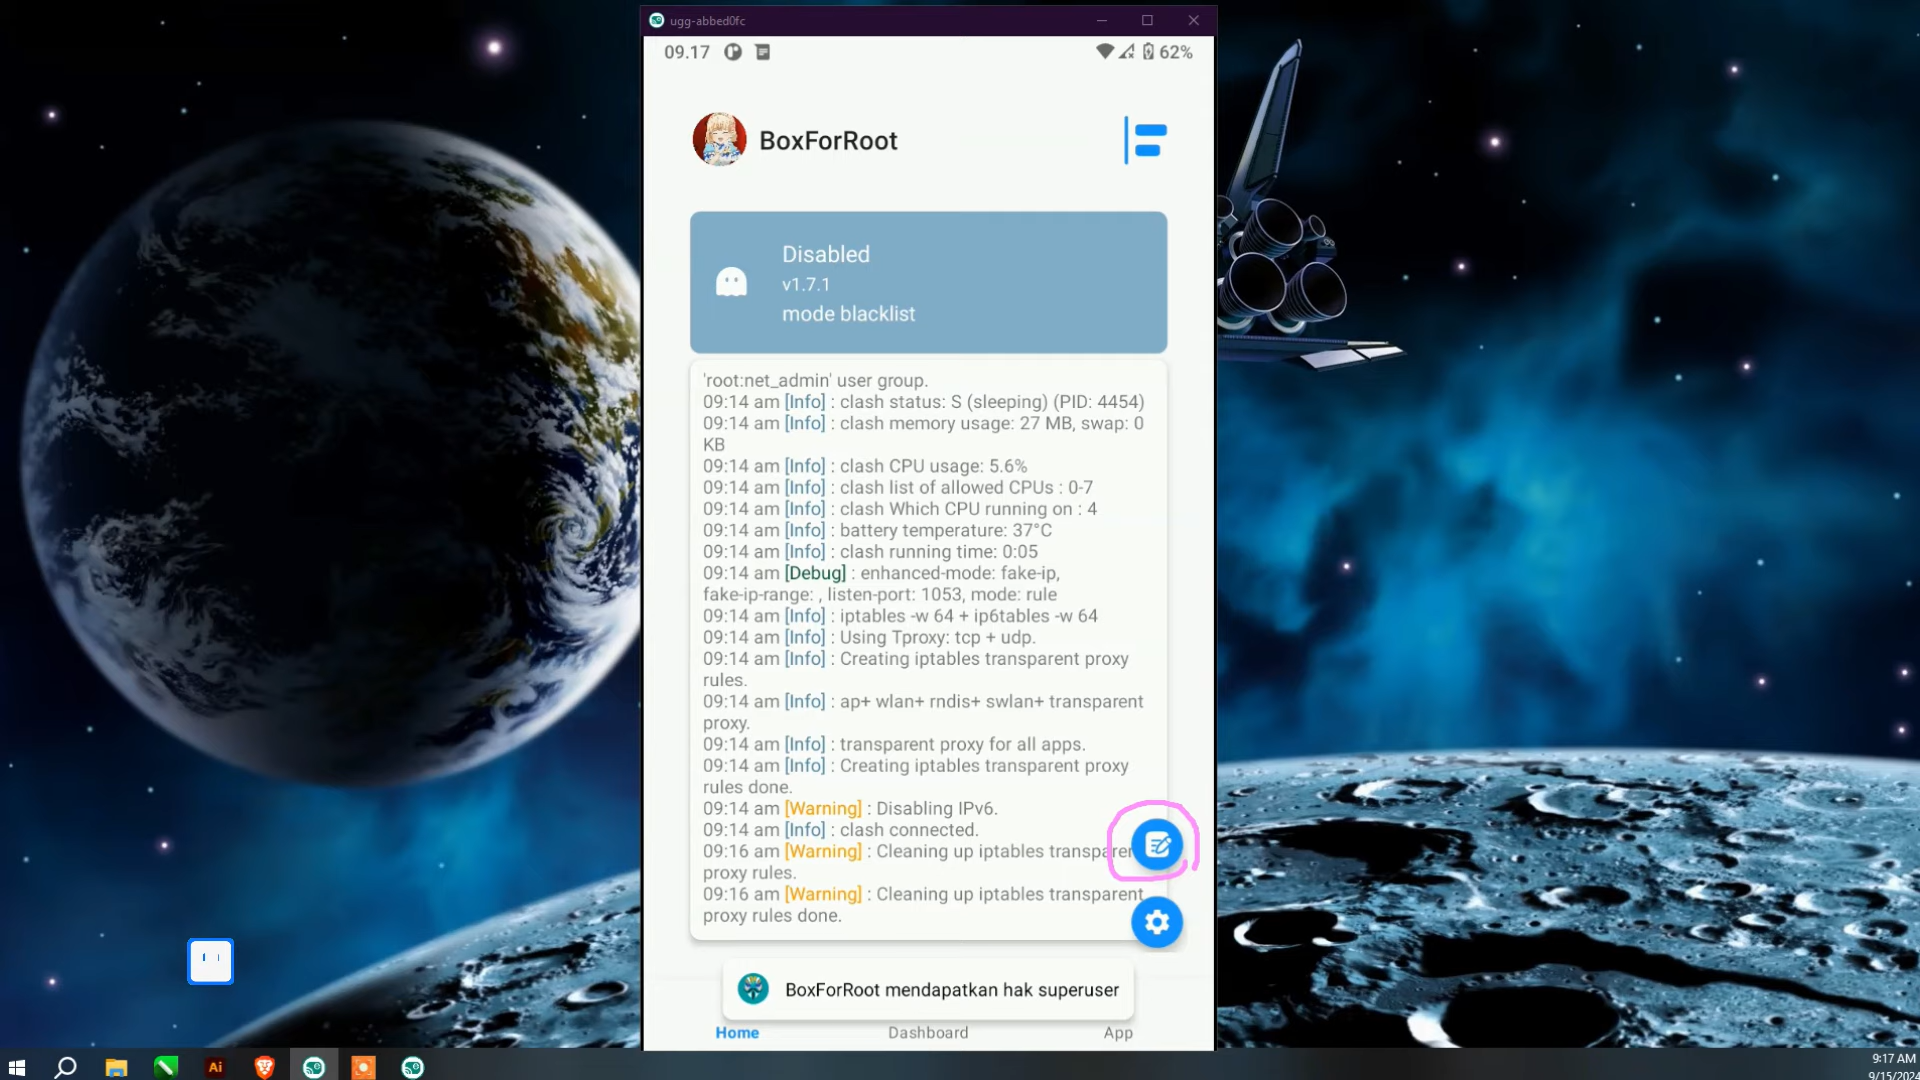 ugg-abbed0fc
09.17
62%
BoxForRoot
Disabled
v1.7.1
mode blacklist
'root:net_admin' user group.
09:14 am [Info] : clash status: S (sleeping) (PID: 4454)
09:14 am [Info] : clash memory usage: 27 MB, swap: 0
KB
09:14 am [Info] : clash CPU usage: 5.6%
09:14 am [Info] : clash list of allowed CPUs : 0-7
09:14 am [Info] : clash Which CPU running on : 4
09:14 am [Info] : battery temperature: 37°C
09:14 am [Info] : clash running time: 0:05
09:14 am [Debug] : enhanced-mode: fake-ip,
fake-ip-range: , listen-port: 1053, mode: rule
09:14 am [Info] : iptables -w 64 + ip6tables -w 64
09:14 am [Info] : Using Tproxy: tcp + udp.
09:14 am [Info] : Creating iptables transparent proxy
rules.
09:14 am [Info] : ap+ wlan+ rndis+ swlan+ transparent
proxy.
09:14 am [Info] : transparent proxy for all apps.
09:14 am [Info] : Creating iptables transparent proxy
rules done.
09:14 am [Warning] : Disabling IPv6.
09:14 am [Info] : clash connected.
09:16 am [Warning] : Cleaning up iptables transparen
proxy rules.
09:16 am [Warning] : Cleaning up iptables transparent
proxy rules done.
BoxForRoot mendapatkan hak superuser
Home
Dashboard
App
Ai
9:17 AM
9/15/2024